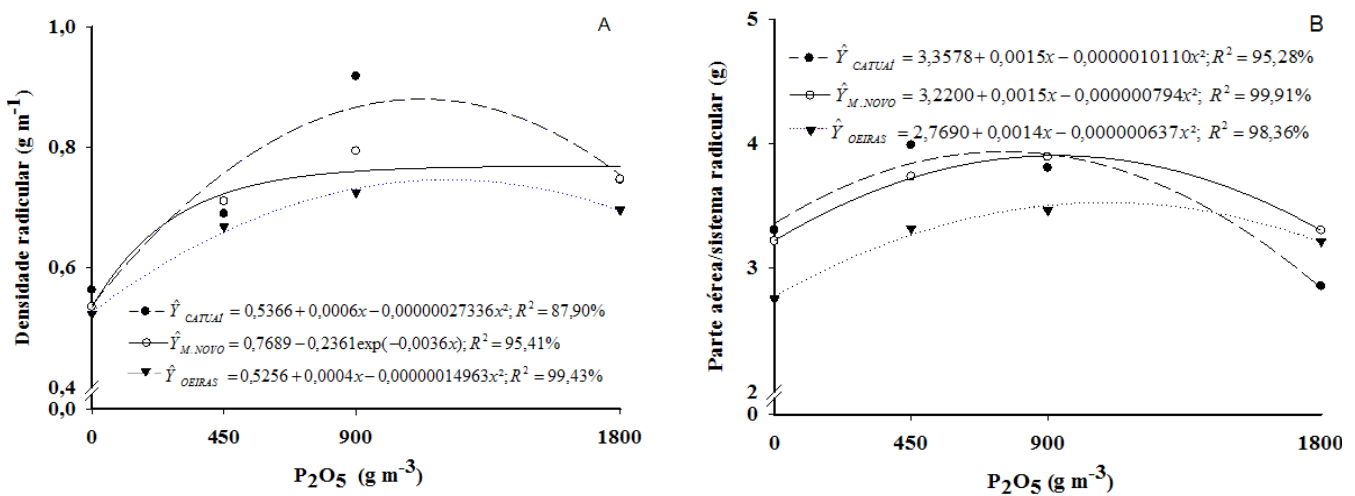 A
1,0
0,8
0,6
0,4
0,0
Densidade radicular (g m⁻¹)
Ŷ CATUAÍ = 0,5366 + 0,0006x − 0,00000027336x²; R² = 87,90%
Ŷ M.NOVO = 0,7689 − 0,2361exp(−0,0036x); R² = 95,41%
Ŷ OEIRAS = 0,5256 + 0,0004x − 0,00000014963x²; R² = 99,43%
0 450 900 1800
P₂O₅ (g m⁻³)
B
5
4
3
2
0
Parte aérea/sistema radicular (g)
Ŷ CATUAÍ = 3,3578 + 0,0015x − 0,0000010110x²; R² = 95,28%
Ŷ M.NOVO = 3,2200 + 0,0015x − 0,000000794x²; R² = 99,91%
Ŷ OEIRAS = 2,7690 + 0,0014x − 0,000000637x²; R² = 98,36%
0 450 900 1800
P₂O₅ (g m⁻³)